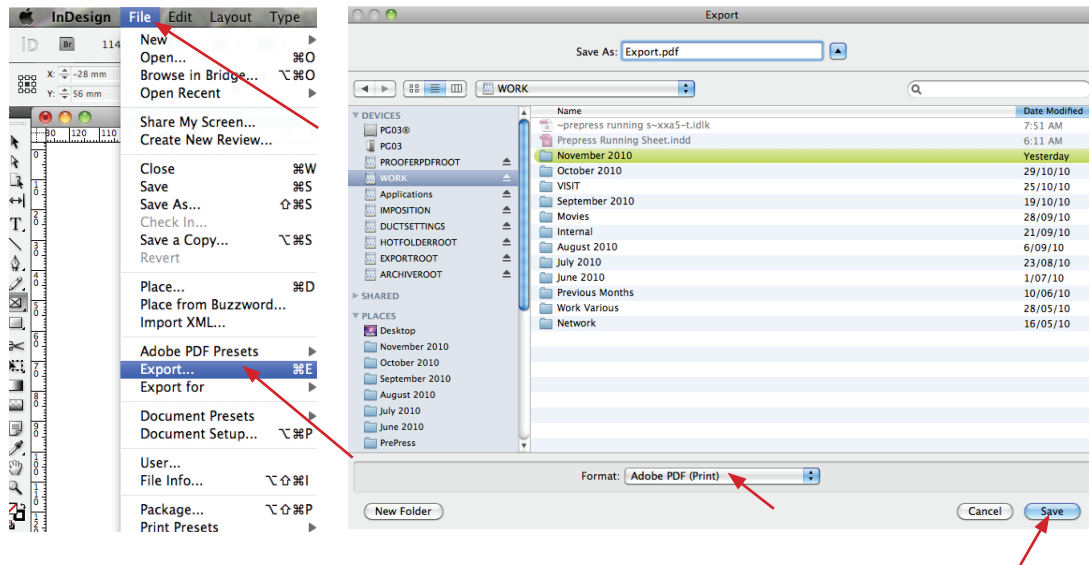 InDesign File Edit Layout Type
Br 114
X: -28 mm
Y: 56 mm
120 110
New
Open... ⌘O
Browse in Bridge... ⌥⌘O
Open Recent
Share My Screen...
Create New Review...
Close ⌘W
Save ⌘S
Save As... ⇧⌘S
Check In...
Save a Copy... ⌥⌘S
Revert
Place... ⌘D
Place from Buzzword...
Import XML...
Adobe PDF Presets
Export... ⌘E
Export for
Document Presets
Document Setup... ⌥⌘P
User...
File Info... ⌥⇧⌘I
Package... ⌥⇧⌘P
Print Presets
Export
Save As: Export.pdf
WORK
DEVICES
PG03®
PG03
PROOFERPDFROOT
WORK
Applications
IMPOSITION
DUCTSETTINGS
HOTFOLDERROOT
EXPORTROOT
ARCHIVEROOT
SHARED
PLACES
Desktop
November 2010
October 2010
September 2010
August 2010
July 2010
June 2010
PrePress
Name Date Modified
~prepress running s~xxa5-t.idlk 7:51 AM
Prepress Running Sheet.indd 6:11 AM
November 2010 Yesterday
October 2010 29/10/10
VISIT 25/10/10
September 2010 19/10/10
Movies 28/09/10
Internal 21/09/10
August 2010 6/09/10
July 2010 23/08/10
June 2010 1/07/10
Previous Months 10/06/10
Work Various 28/05/10
Network 16/05/10
Format: Adobe PDF (Print)
New Folder Cancel Save